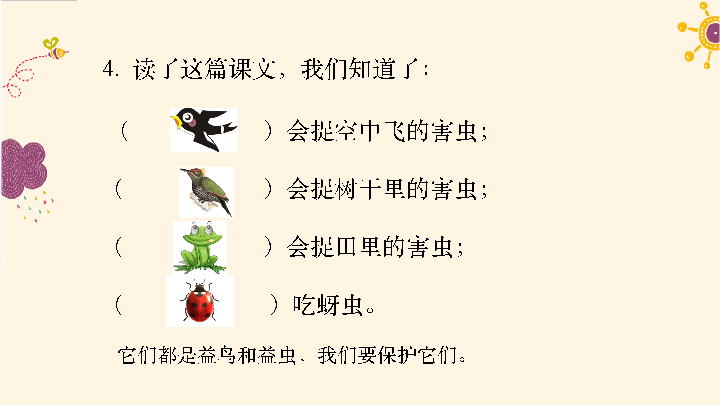 4. 读了这篇课文，我们知道了：
（ ）会捉空中飞的害虫；
（ ）会捉树干里的害虫；
（ ）会捉田里的害虫；
（ ）吃蚜虫。
它们都是益鸟和益虫，我们要保护它们。